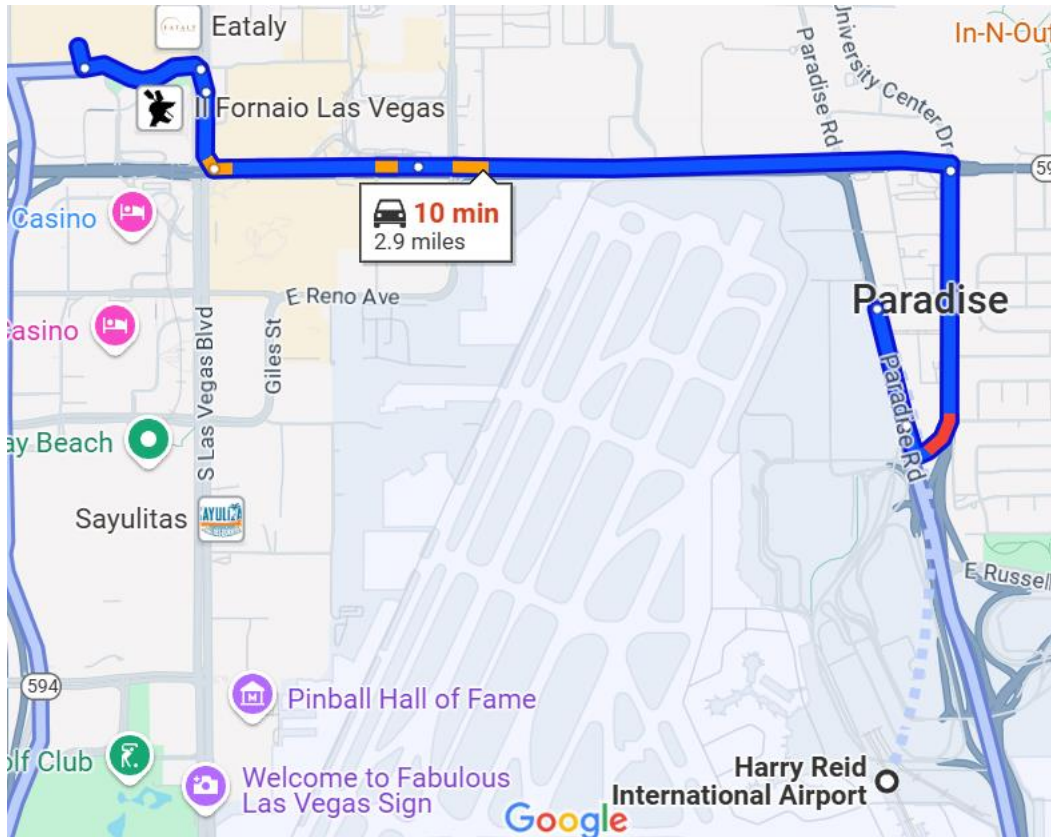 Eataly
EATALY
In-N-Out
University Center Dr
Paradise Rd
Il Fornaio Las Vegas
59
Casino
10 min
2.9 miles
E Reno Ave
Paradise
Casino
Giles St
S Las Vegas Blvd
Paradise Rd
ay Beach
Sayulitas
E Russell
594
Pinball Hall of Fame
olf Club
Welcome to Fabulous
Las Vegas Sign
Harry Reid
International Airport
Google